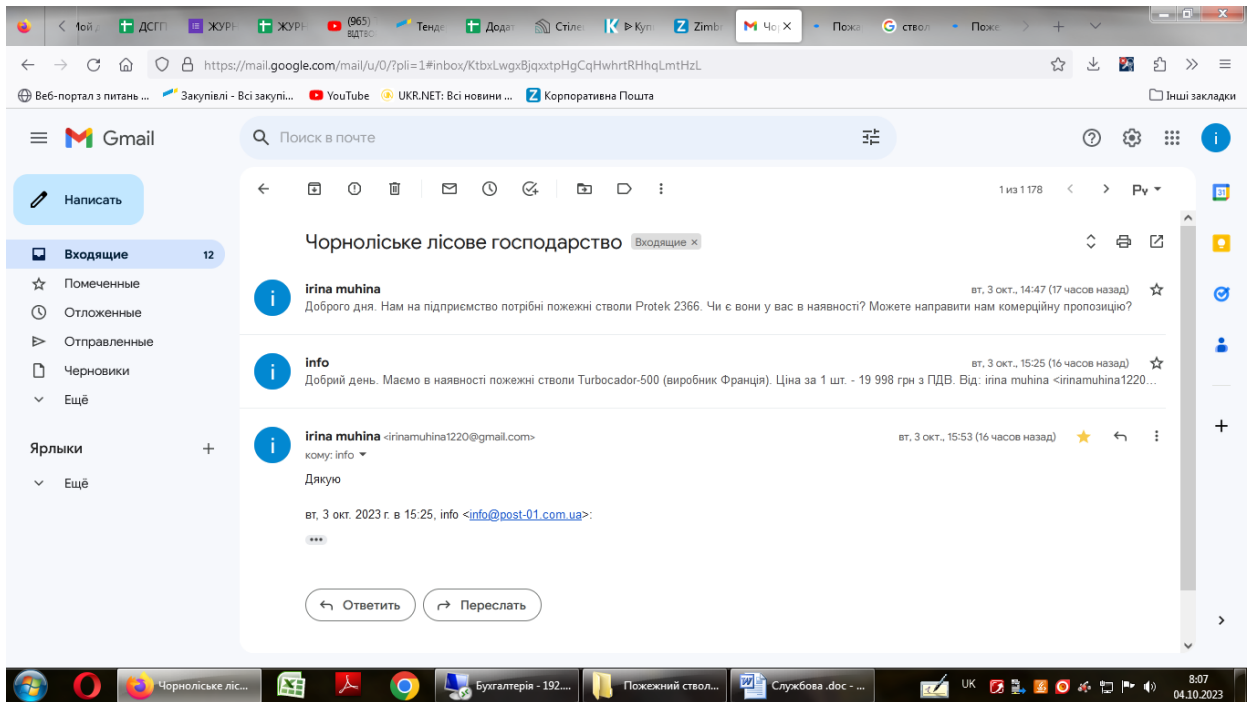 ДСГП
ЖУРН
ЖУРН
(965)
Тенде
Додат
Стілец
Купи
Zimbr
Чор
Пожа
ствол
Поже
https://mail.google.com/mail/u/0/?pli=1#inbox/KtbxLwgxBjqxxtpHgCqHwhrtRHhqLmtHzL
Веб-портал з питань ...
Закупівлі - Всі закупі...
YouTube
UKR.NET: Всі новини ...
Корпоративна Пошта
Інші закладки
Gmail
Поиск в почте
Написать
1 из 1 178
Ру
Входящие 12
Помеченные
Отложенные
Отправленные
Черновики
Ещё
Ярлыки
Ещё
Чорноліське лісове господарство Входящие ×
irina muhina вт, 3 окт., 14:47 (17 часов назад)
Доброго дня. Нам на підприємство потрібні пожежні стволи Protek 2366. Чи є вони у вас в наявності? Можете направити нам комерційну пропозицію?
info вт, 3 окт., 15:25 (16 часов назад)
Добрий день. Маємо в наявності пожежні стволи Turbocador-500 (виробник Франція). Ціна за 1 шт. - 19 998 грн з ПДВ. Від: irina muhina <irinamuhina1220...
irina muhina <irinamuhina1220@gmail.com> вт, 3 окт., 15:53 (16 часов назад)
кому: info
Дякую
вт, 3 окт. 2023 г. в 15:25, info <info@post-01.com.ua>:
Ответить
Переслать
Чорноліське ліс...
Бухгалтерія - 192....
Пожежний ствол...
Службова .doc - ...
UK
8:07
04.10.2023